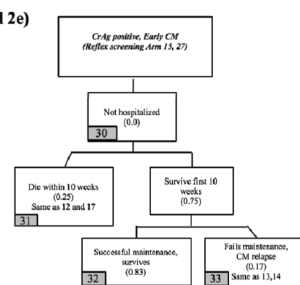 l 2e)
CrAg positive, Early CM
(Reflex screening Arm 15, 27)
Not hospitalized
(0.0)
30
Die within 10 weeks
(0.25)
Same as 12 and 17
31
Survive first 10
weeks
(0.75)
Successful maintenance,
survives
(0.83)
32
Fails maintenance,
CM relapse
(0.17)
Same as 13,14
33